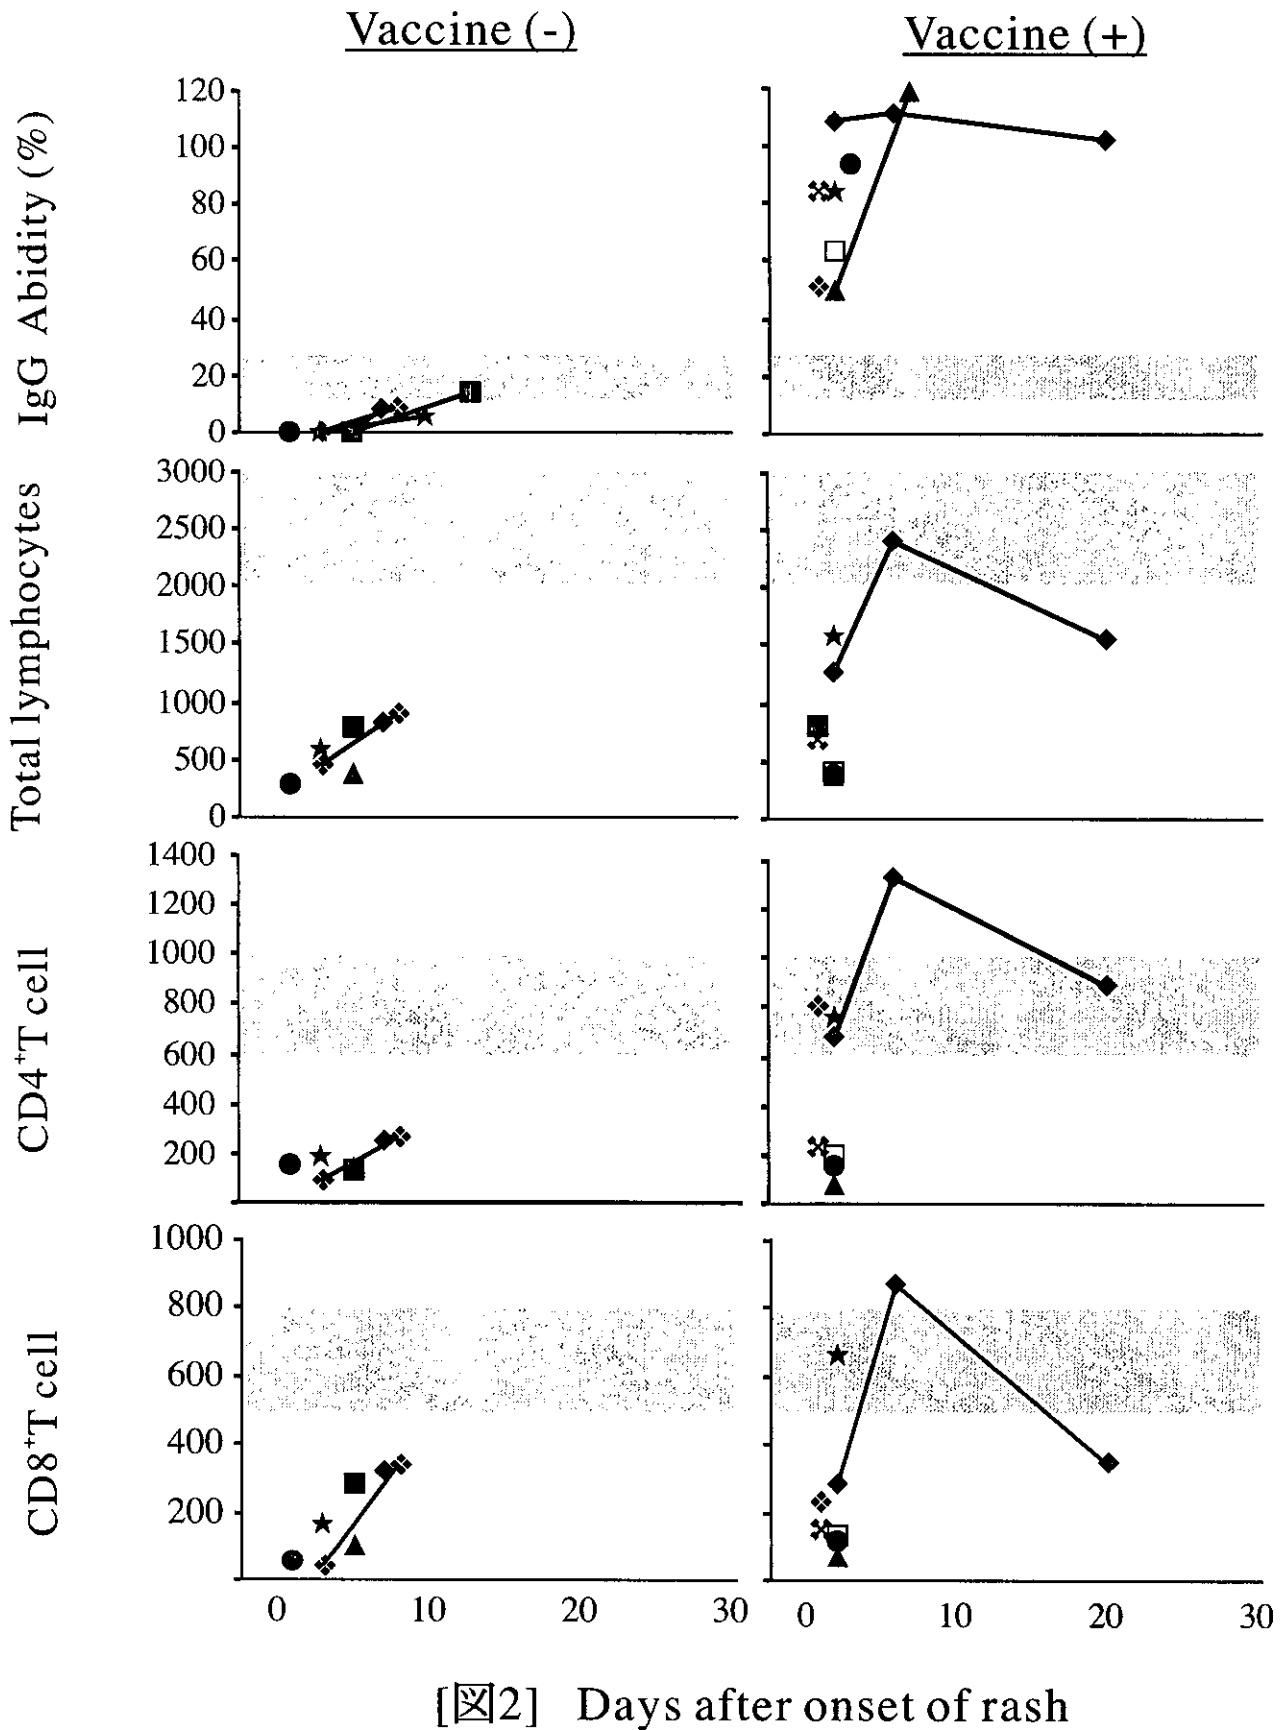 Vaccine (-)
Vaccine (+)
IgG Abidity (%)
120
100
80
60
40
20
0
Total lymphocytes
3000
2500
2000
1500
1000
500
0
CD4⁺T cell
1400
1200
1000
800
600
400
200
CD8⁺T cell
1000
800
600
400
200
0 10 20 30
0 10 20 30
[図2] Days after onset of rash